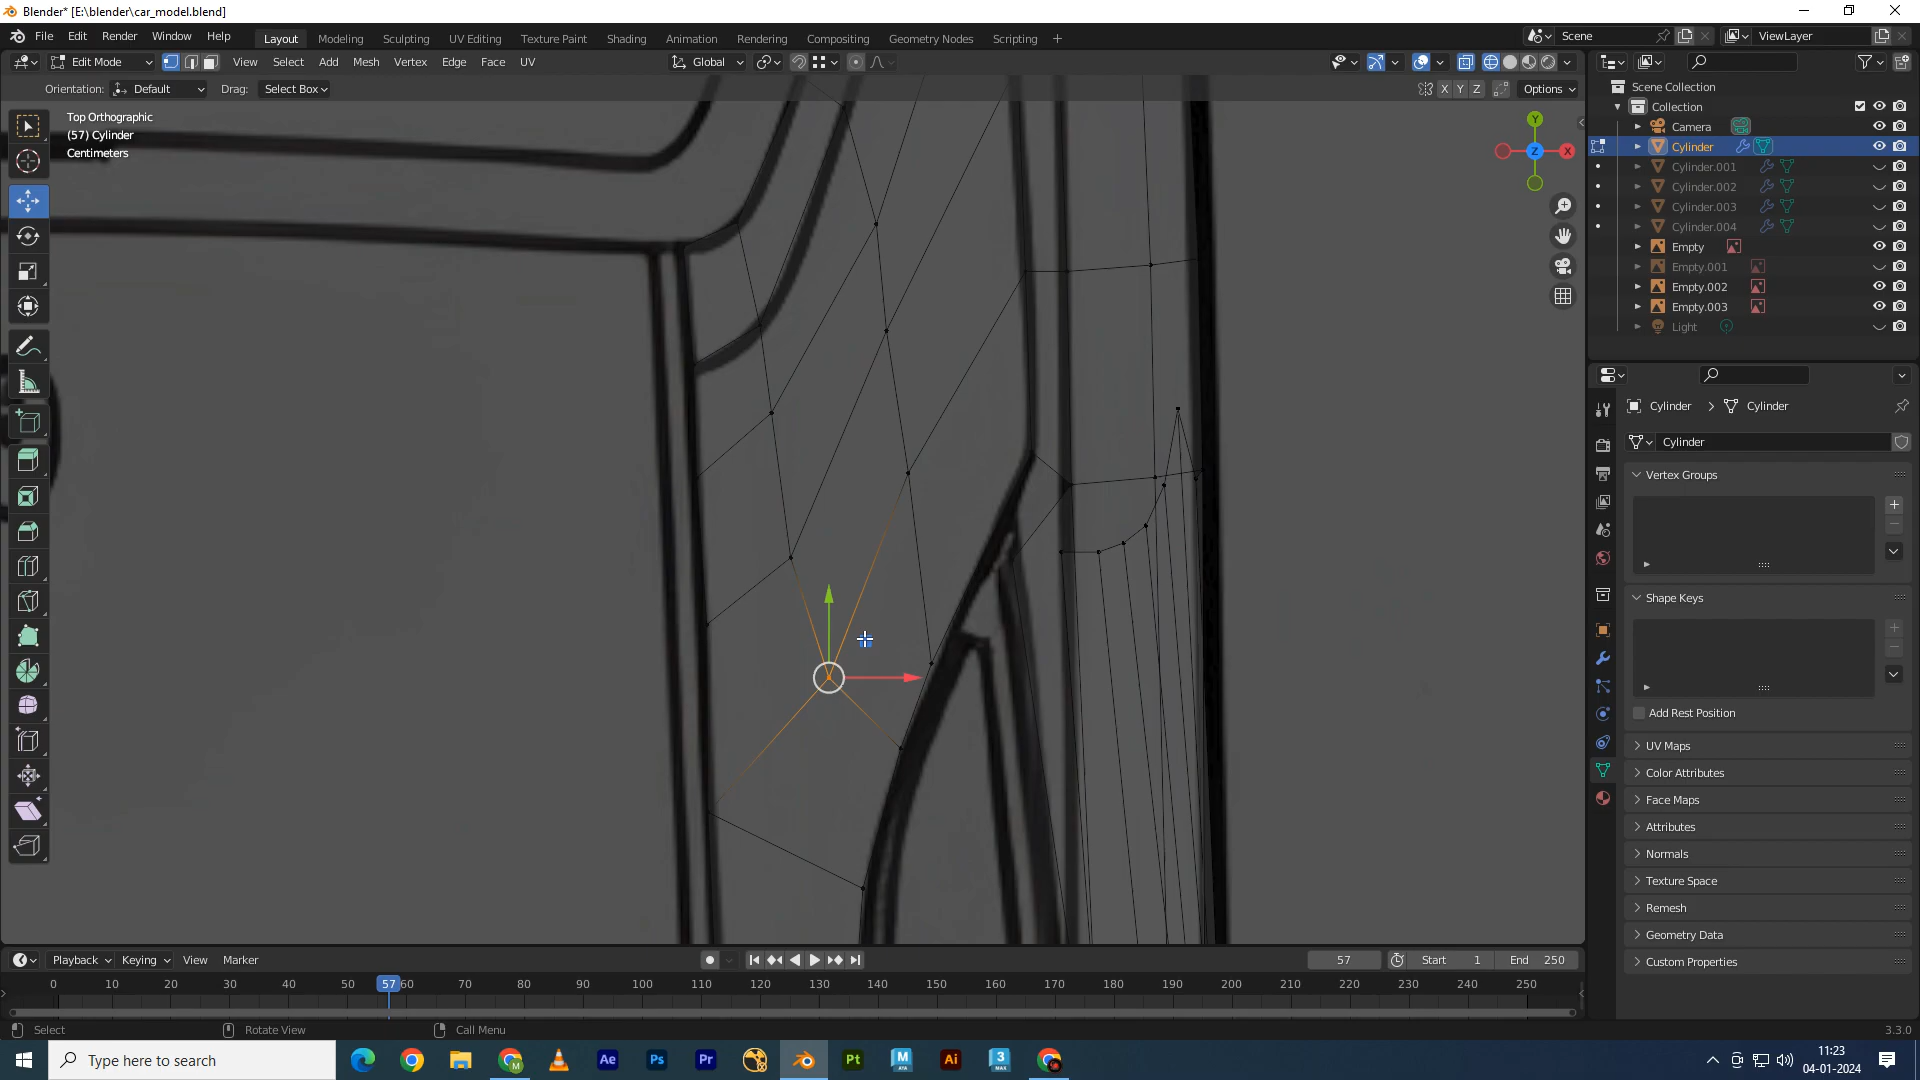 Blender* [E:\blender\car_model.blend]
File Edit Render Window Help
Layout Modeling Sculpting UV Editing Texture Paint Shading Animation Rendering Compositing Geometry Nodes Scripting +
Scene ViewLayer
Edit Mode View Select Add Mesh Vertex Edge Face UV Global
Orientation: Default Drag: Select Box X Y Z Options
Top Orthographic
(57) Cylinder
Centimeters
Y
Z X
Scene Collection
Collection
Camera
Cylinder
Cylinder.001
Cylinder.002
Cylinder.003
Cylinder.004
Empty
Empty.001
Empty.002
Empty.003
Light
Cylinder > Cylinder
Cylinder
Vertex Groups
Shape Keys
Add Rest Position
UV Maps
Color Attributes
Face Maps
Attributes
Normals
Texture Space
Remesh
Geometry Data
Custom Properties
Playback Keying View Marker 57 Start 1 End 250
0 10 20 30 40 50 57 60 70 80 90 100 110 120 130 140 150 160 170 180 190 200 210 220 230 240 250
Select Rotate View Call Menu 3.3.0
Type here to search
Ae Ps Pr Pt M Ai 3
11:23
04-01-2024